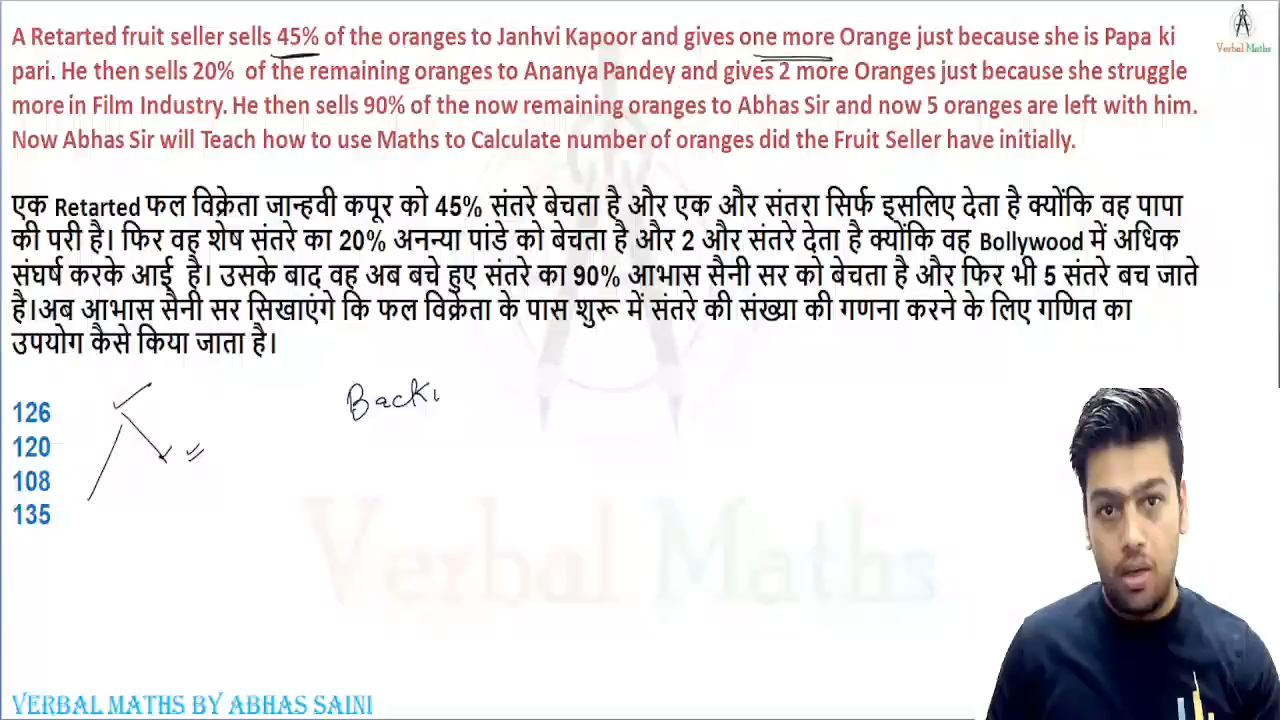 A Retarted fruit seller sells 45% of the oranges to Janhvi Kapoor and gives one more Orange just because she is Papa ki
pari. He then sells 20% of the remaining oranges to Ananya Pandey and gives 2 more Oranges just because she struggle
more in Film Industry. He then sells 90% of the now remaining oranges to Abhas Sir and now 5 oranges are left with him.
Now Abhas Sir will Teach how to use Maths to Calculate number of oranges did the Fruit Seller have initially.
Verbal Maths
एक Retarted फल विक्रेता जान्हवी कपूर को 45% संतरे बेचता है और एक और संतरा सिर्फ इसलिए देता है क्योंकि वह पापा
की परी है। फिर वह शेष संतरे का 20% अनन्या पांडे को बेचता है और 2 और संतरे देता है क्योंकि वह Bollywood में अधिक
संघर्ष करके आई है। उसके बाद वह अब बचे हुए संतरे का 90% आभास सैनी सर को बेचता है और फिर भी 5 संतरे बच जाते
है।अब आभास सैनी सर सिखाएंगे कि फल विक्रेता के पास शुरू में संतरे की संख्या की गणना करने के लिए गणित का
उपयोग कैसे किया जाता है।
Back
126
120
108
135
Verbal Maths
VERBAL MATHS BY ABHAS SAINI